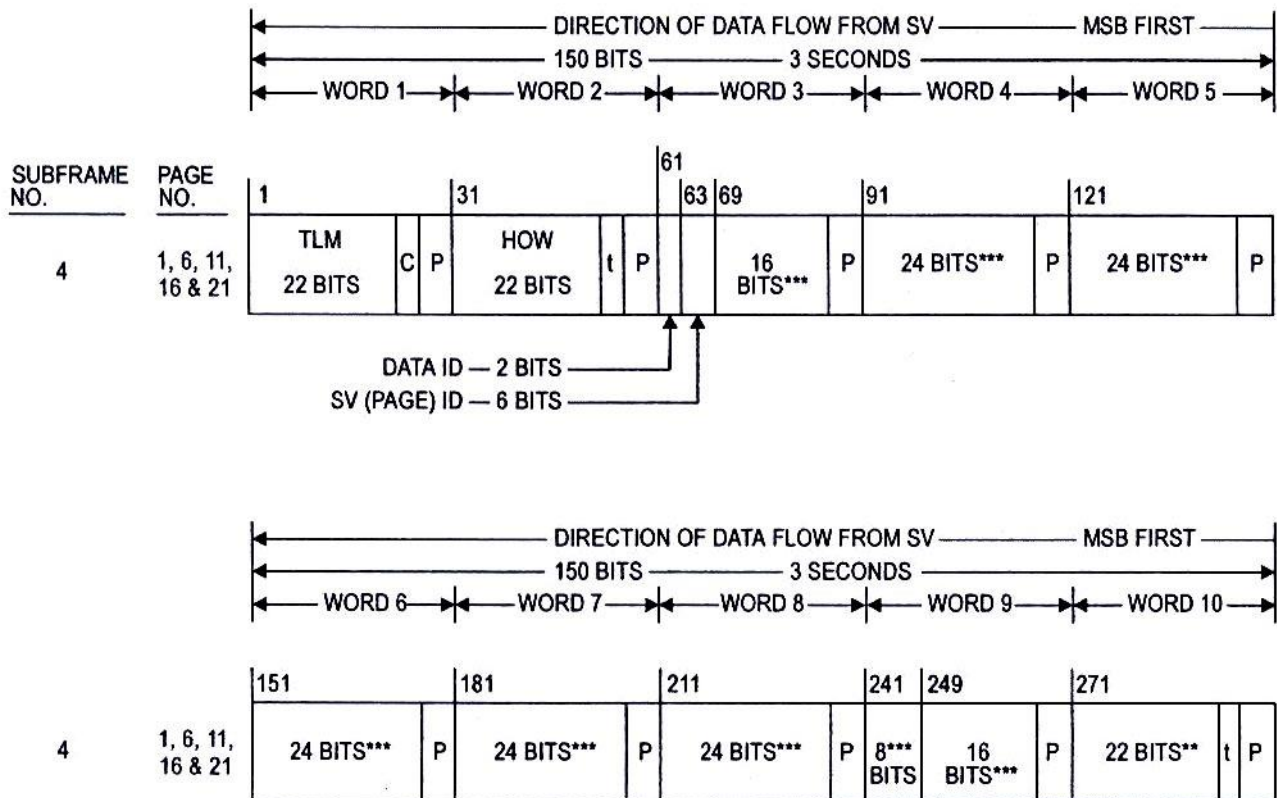 DIRECTION OF DATA FLOW FROM SV MSB FIRST
150 BITS 3 SECONDS
WORD 1 WORD 2 WORD 3 WORD 4 WORD 5
SUBFRAME NO. PAGE NO.
1 31 61 63 69 91 121
4
1, 6, 11,
16 & 21
TLM
22 BITS
C
P
HOW
22 BITS
t
P
16
BITS***
P
24 BITS***
P
24 BITS***
P
DATA ID — 2 BITS
SV (PAGE) ID — 6 BITS
DIRECTION OF DATA FLOW FROM SV MSB FIRST
150 BITS 3 SECONDS
WORD 6 WORD 7 WORD 8 WORD 9 WORD 10
151 181 211 241 249 271
4
1, 6, 11,
16 & 21
24 BITS***
P
24 BITS***
P
24 BITS***
P
8***
BITS
16
BITS***
P
22 BITS**
t
P